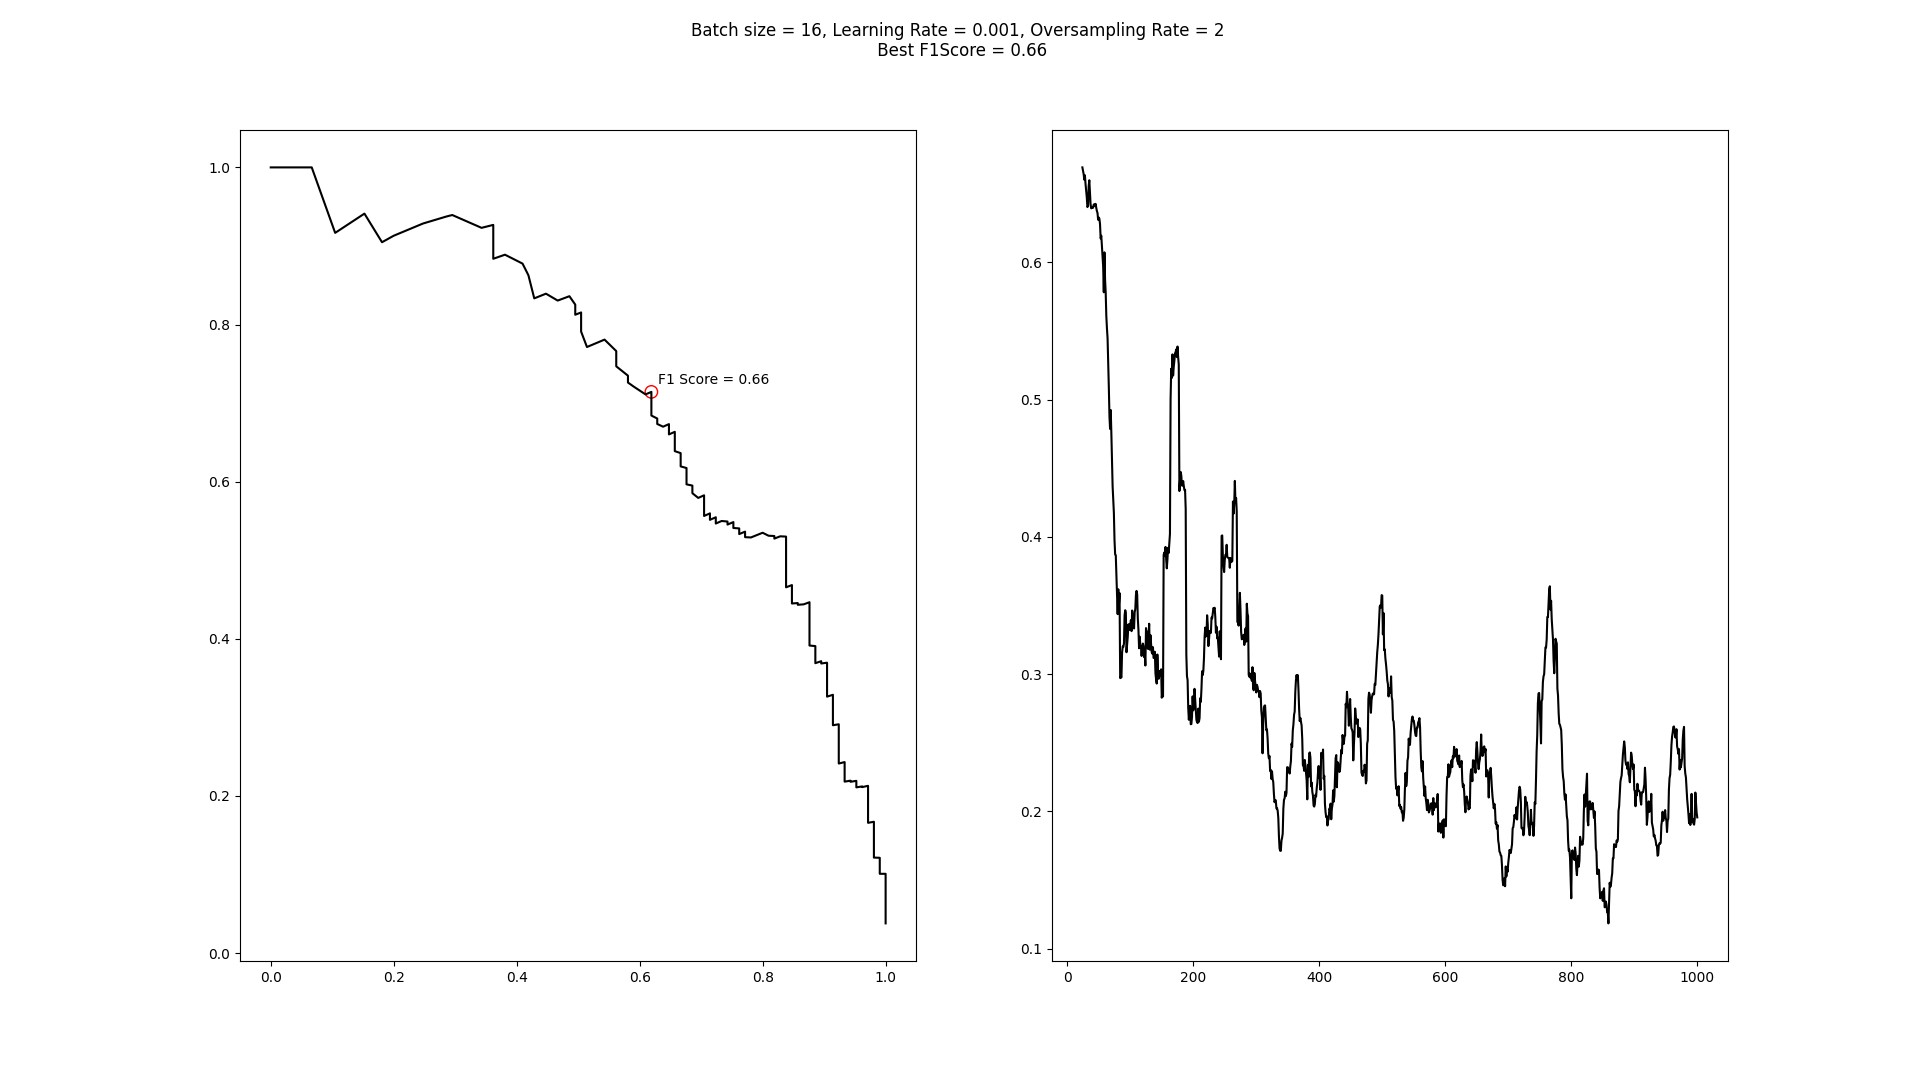 Batch size = 16, Learning Rate = 0.001, Oversampling Rate = 2
Best F1Score = 0.66
1.0
0.8
0.6
0.4
0.2
0.0
F1 Score = 0.66
0.0 0.2 0.4 0.6 0.8 1.0
0.6
0.5
0.4
0.3
0.2
0.1
0 200 400 600 800 1000